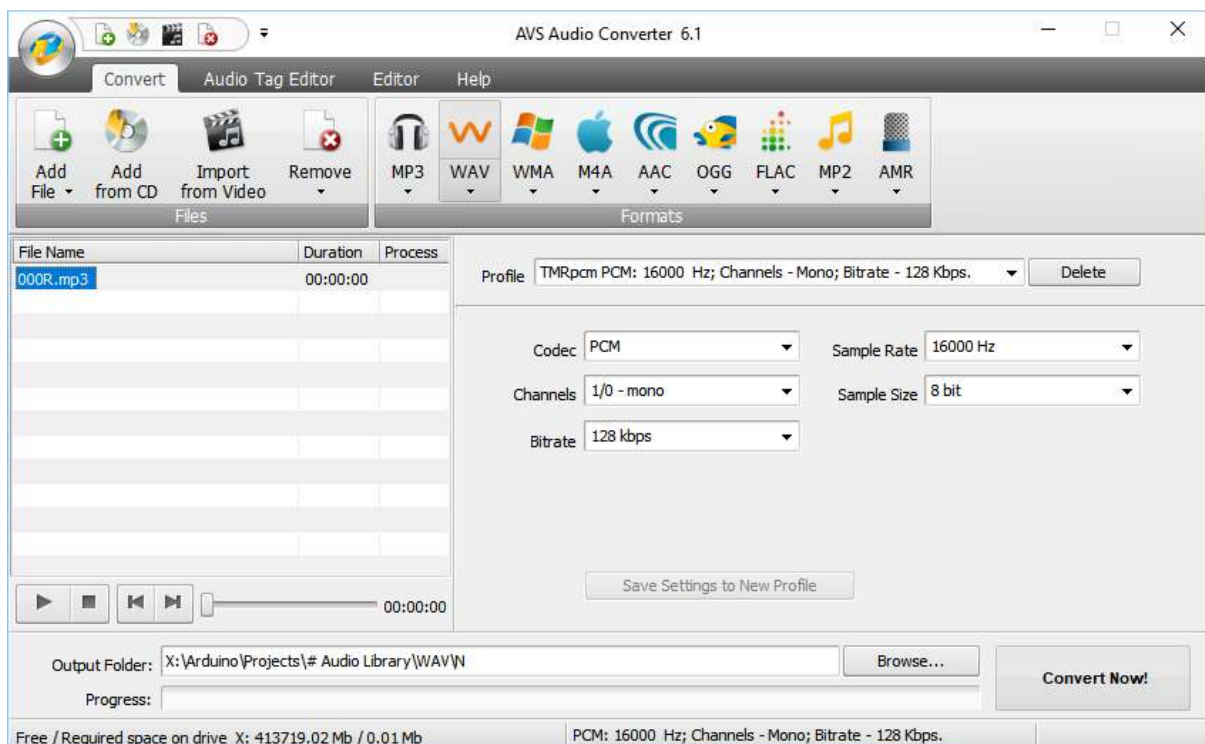 AVS Audio Converter 6.1
Convert Audio Tag Editor Editor Help
Add File
Add from CD
Import from Video
Remove
MP3 WAV WMA M4A AAC OGG FLAC MP2 AMR
Files
Formats
File Name Duration Process
000R.mp3 00:00:00
Profile TMRpcm PCM: 16000 Hz; Channels - Mono; Bitrate - 128 Kbps. Delete
Codec PCM Sample Rate 16000 Hz
Channels 1/0 - mono Sample Size 8 bit
Bitrate 128 kbps
Save Settings to New Profile
00:00:00
Output Folder: X:\Arduino\Projects\# Audio Library\WAV\N Browse...
Convert Now!
Progress:
Free / Required space on drive X: 413719.02 Mb / 0.01 Mb PCM: 16000 Hz; Channels - Mono; Bitrate - 128 Kbps.